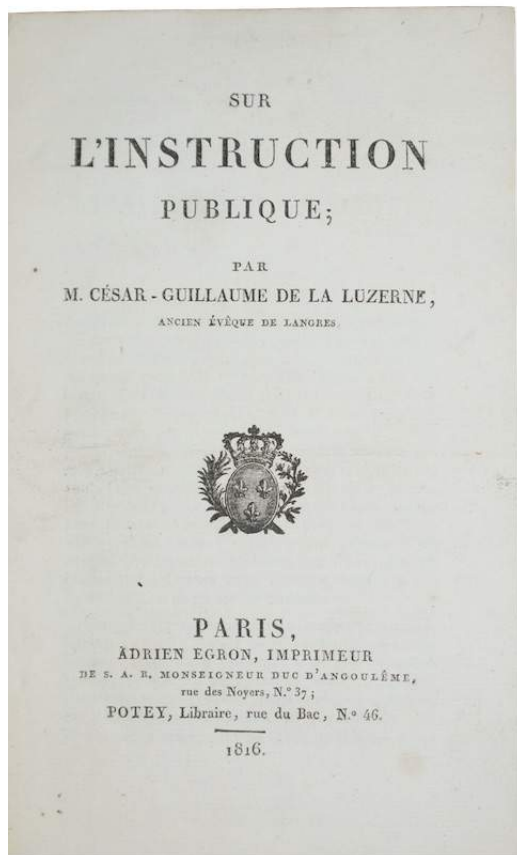 SUR
L'INSTRUCTION
PUBLIQUE;
PAR
M. CÉSAR-GUILLAUME DE LA LUZERNE,
ANCIEN ÉVÊQUE DE LANGRES.
PARIS,
ADRIEN EGRON, IMPRIMEUR
DE S. A. R. MONSEIGNEUR DUC D'ANGOULÊME,
rue des Noyers, N.º 37;
POTEY, Libraire, rue du Bac, N.º 46.
1816.